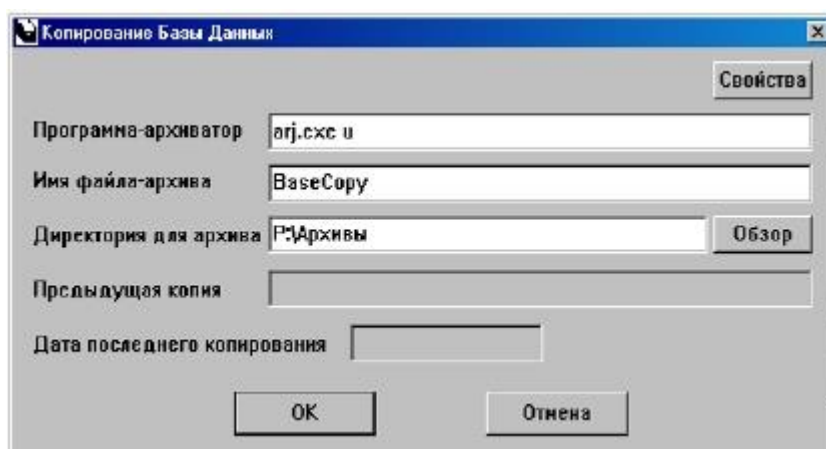 Копирование Базы Данных
Свойства
Программа-архиватор arj.exe u
Имя файла-архива BaseCopy
Директория для архива P:\Архивы Обзор
Предыдущая копия
Дата последнего копирования
OK Отмена